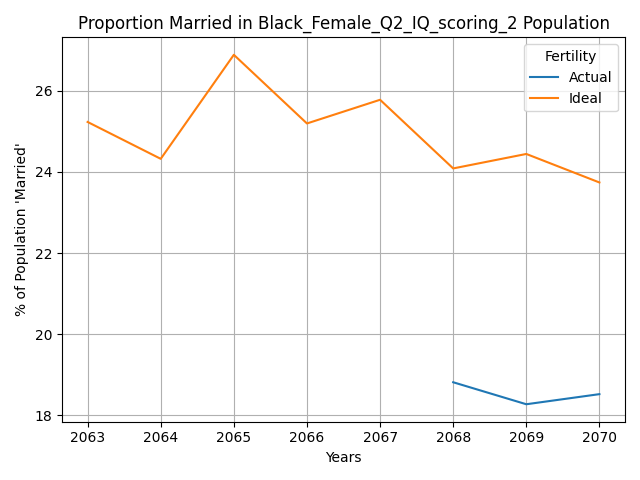 Proportion Married in Black_Female_Q2_IQ_scoring_2 Population
Fertility
Actual
Ideal
% of Population 'Married'
26
24
22
20
18
2063 2064 2065 2066 2067 2068 2069 2070
Years